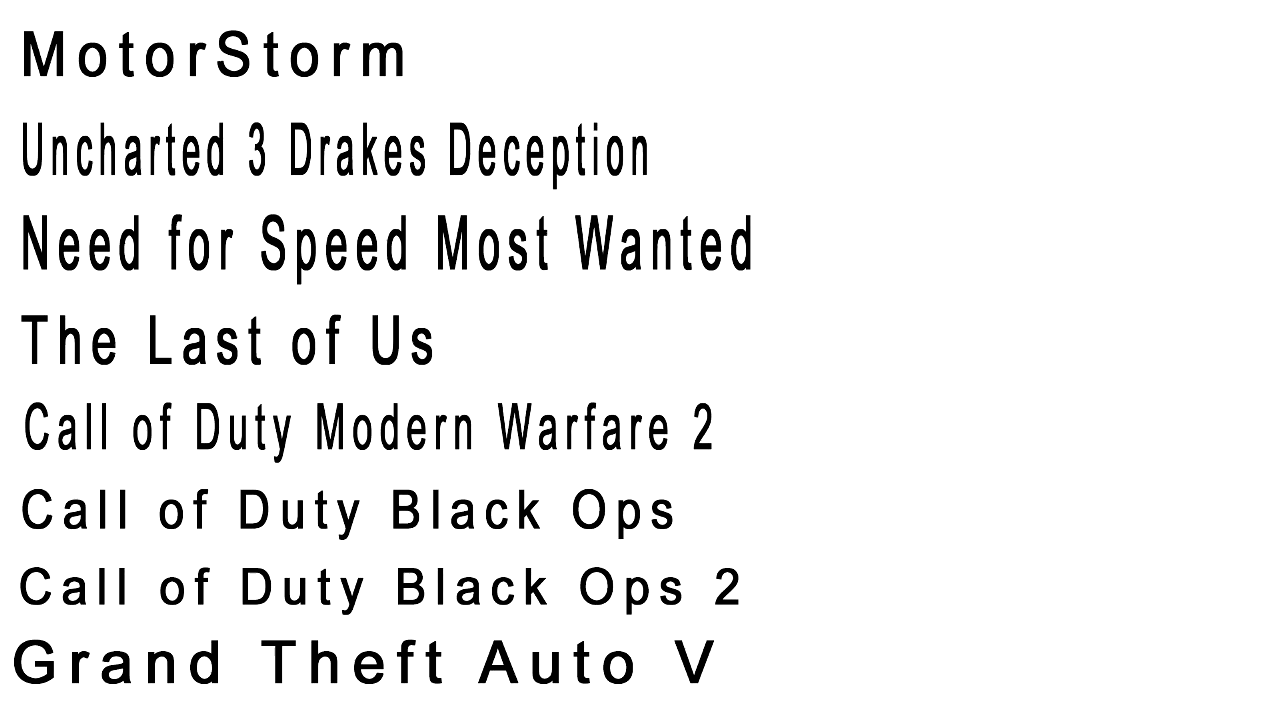 MotorStorm
Uncharted 3 Drakes Deception
Need for Speed Most Wanted
The Last of Us
Call of Duty Modern Warfare 2
Call of Duty Black Ops
Call of Duty Black Ops 2
Grand Theft Auto V